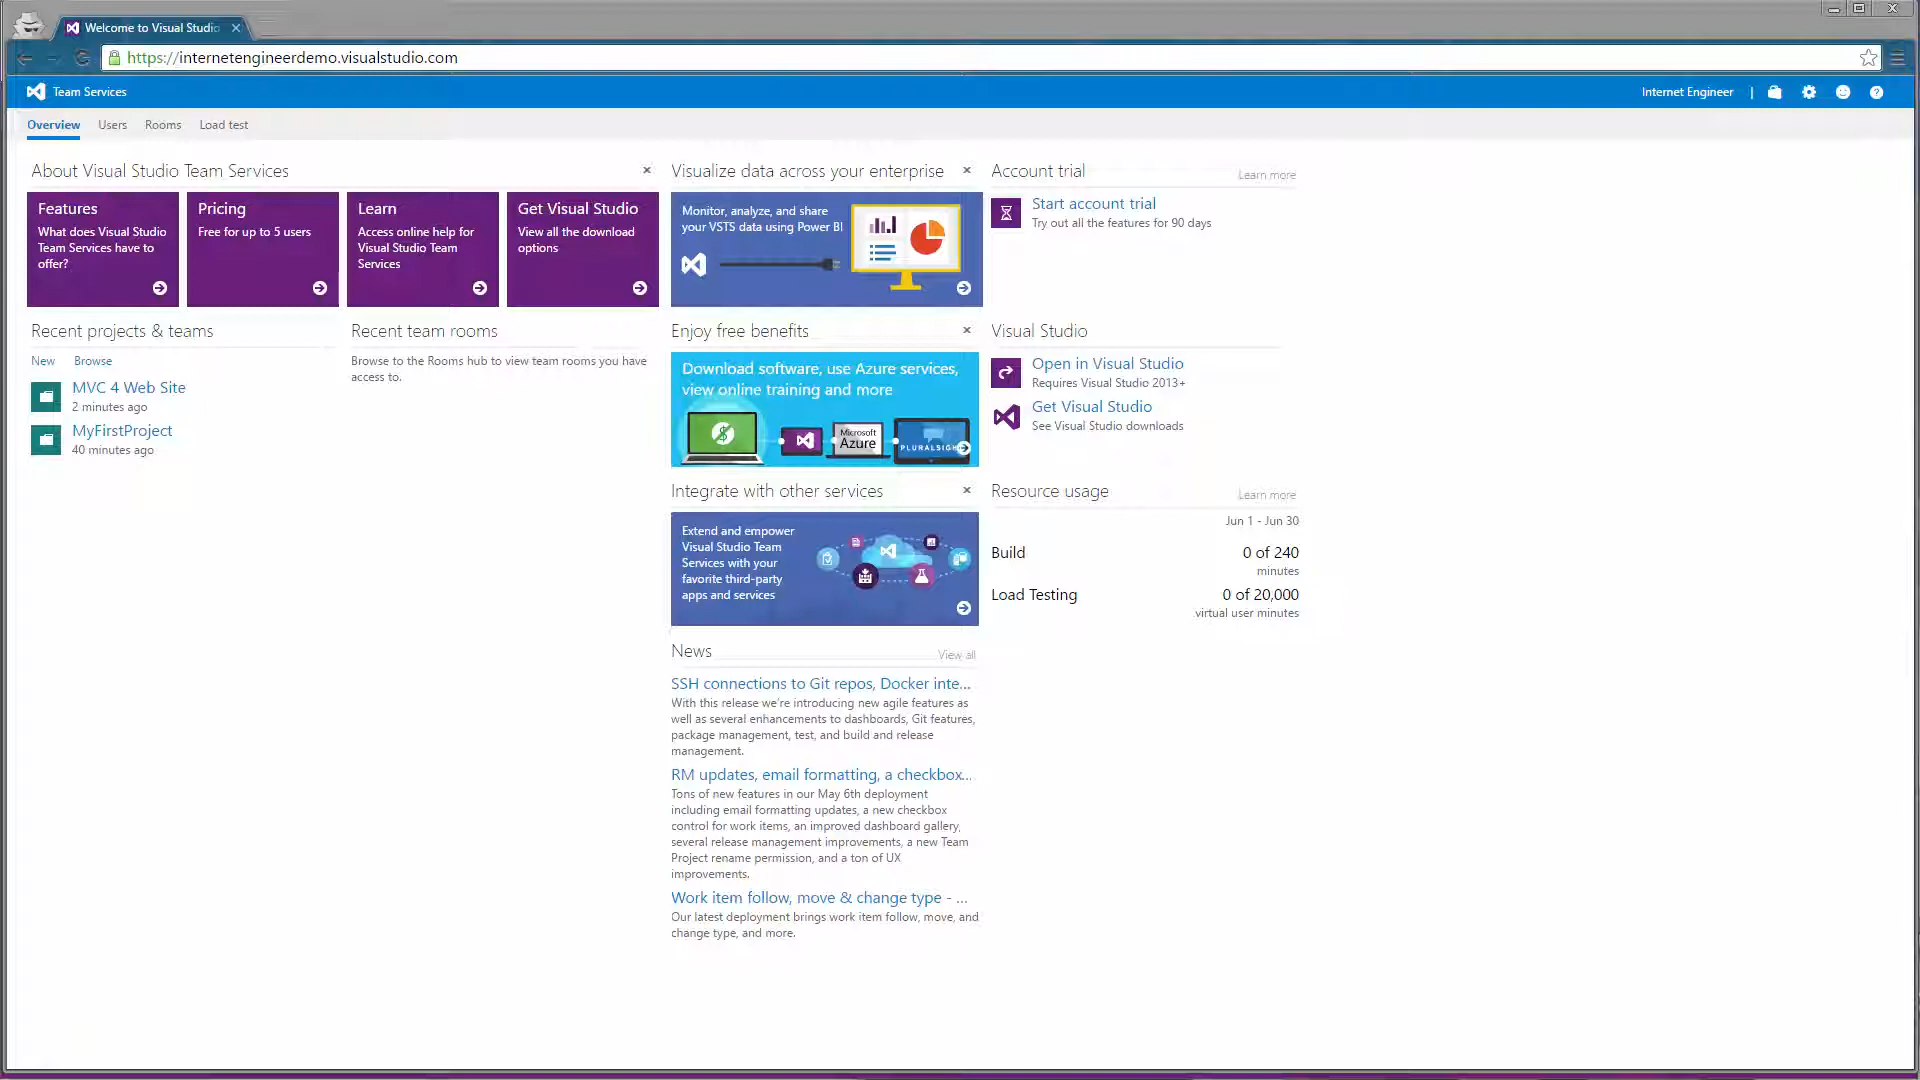 Welcome to Visual Studio
https://internetengineerdemo.visualstudio.com
Team Services
Internet Engineer |
Overview Users Rooms Load test
About Visual Studio Team Services
Features
What does Visual Studio
Team Services have to
offer?
Pricing
Free for up to 5 users
Learn
Access online help for
Visual Studio Team
Services
Get Visual Studio
View all the download
options
Recent projects & teams
New Browse
MVC 4 Web Site
2 minutes ago
MyFirstProject
40 minutes ago
Recent team rooms
Browse to the Rooms hub to view team rooms you have
access to.
Visualize data across your enterprise
Monitor, analyze, and share
your VSTS data using Power BI
Enjoy free benefits
Download software, use Azure services,
view online training and more
Microsoft
Azure
PLURALSIGHT
Integrate with other services
Extend and empower
Visual Studio Team
Services with your
favorite third-party
apps and services
News
View all
SSH connections to Git repos, Docker inte...
With this release we're introducing new agile features as
well as several enhancements to dashboards, Git features,
package management, test, and build and release
management.
RM updates, email formatting, a checkbox...
Tons of new features in our May 6th deployment
including email formatting updates, a new checkbox
control for work items, an improved dashboard gallery,
several release management improvements, a new Team
Project rename permission, and a ton of UX
improvements.
Work item follow, move & change type - ...
Our latest deployment brings work item follow, move, and
change type, and more.
Account trial
Learn more
Start account trial
Try out all the features for 90 days
Visual Studio
Open in Visual Studio
Requires Visual Studio 2013+
Get Visual Studio
See Visual Studio downloads
Resource usage
Learn more
Jun 1 - Jun 30
Build 0 of 240
minutes
Load Testing 0 of 20,000
virtual user minutes